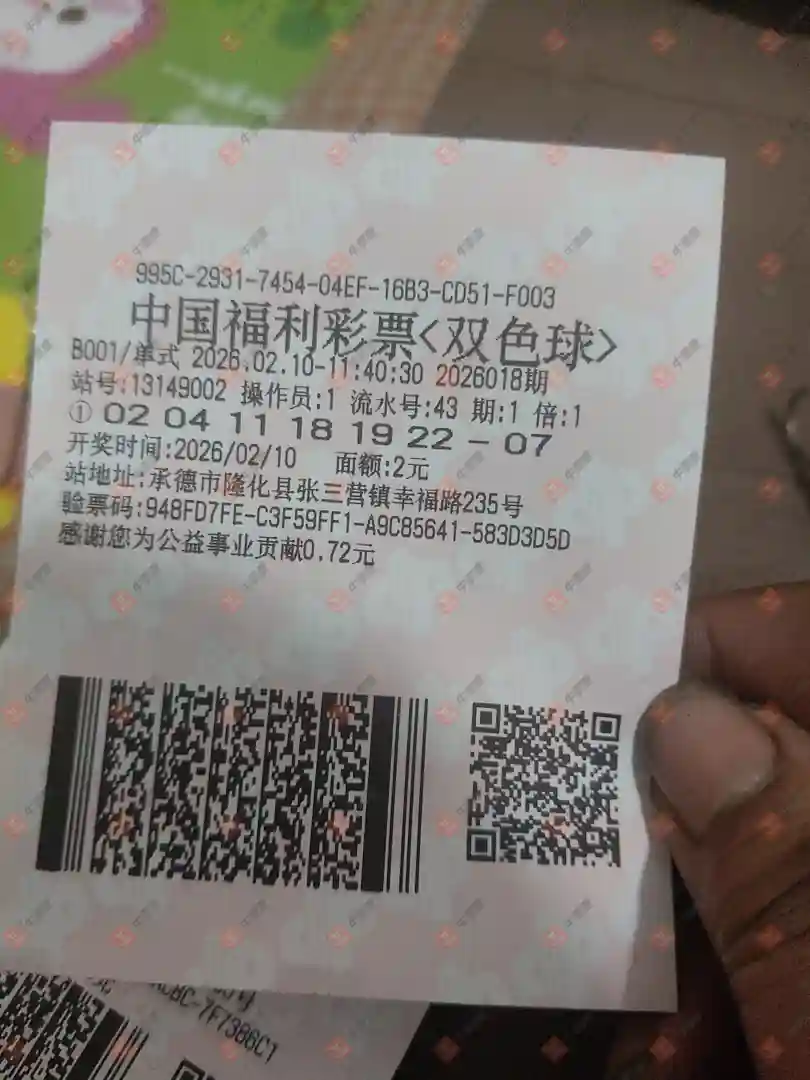 995C-2931-7454-04EF-16B3-CD51-F003
中国福利彩票<双色球>
B001/单式 2026.02.10-11:40:30 2026018期
站号:13149002 操作员:1 流水号:43 期:1 倍:1
① 02 04 11 18 19 22 - 07
开奖时间:2026/02/10 面额:2元
站地址:承德市隆化县张三营镇幸福路235号
验票码:948FD7FE-C3F59FF1-A9C85641-583D3D5D
感谢您为公益事业贡献0.72元